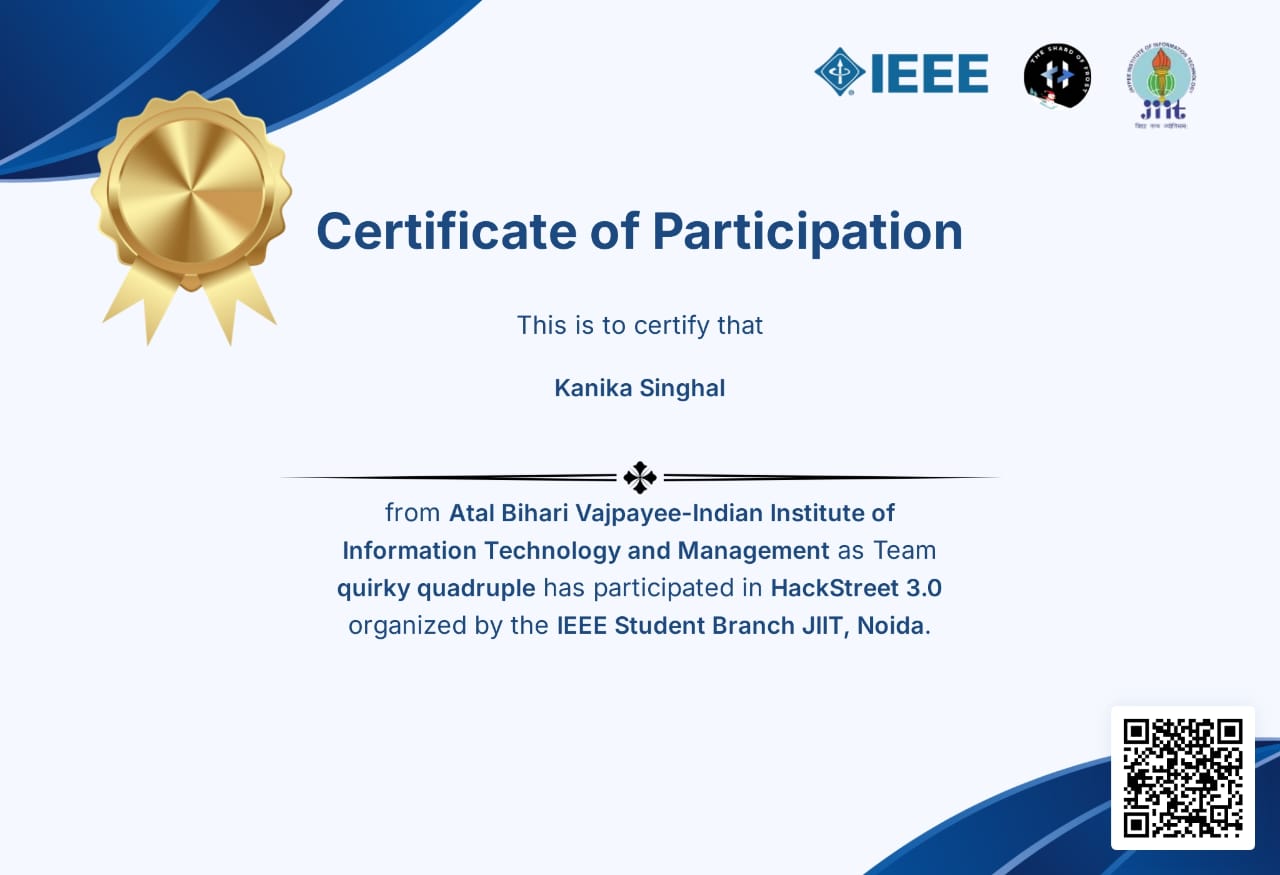 IEEE
THE SHARD OF FROST
JAYPEE INSTITUTE OF INFORMATION TECHNOLOGY
jiit
Certificate of Participation
This is to certify that
Kanika Singhal
from Atal Bihari Vajpayee-Indian Institute of
Information Technology and Management as Team
quirky quadruple has participated in HackStreet 3.0
organized by the IEEE Student Branch JIIT, Noida.